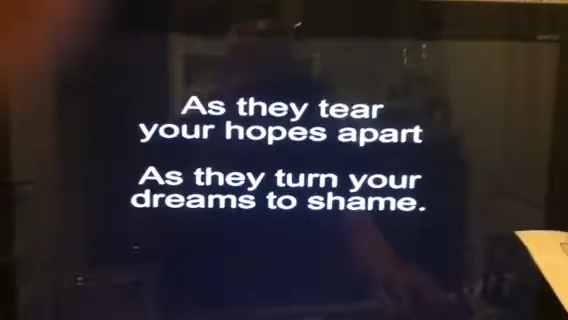 As they tear
your hopes apart
As they turn your
dreams to shame.